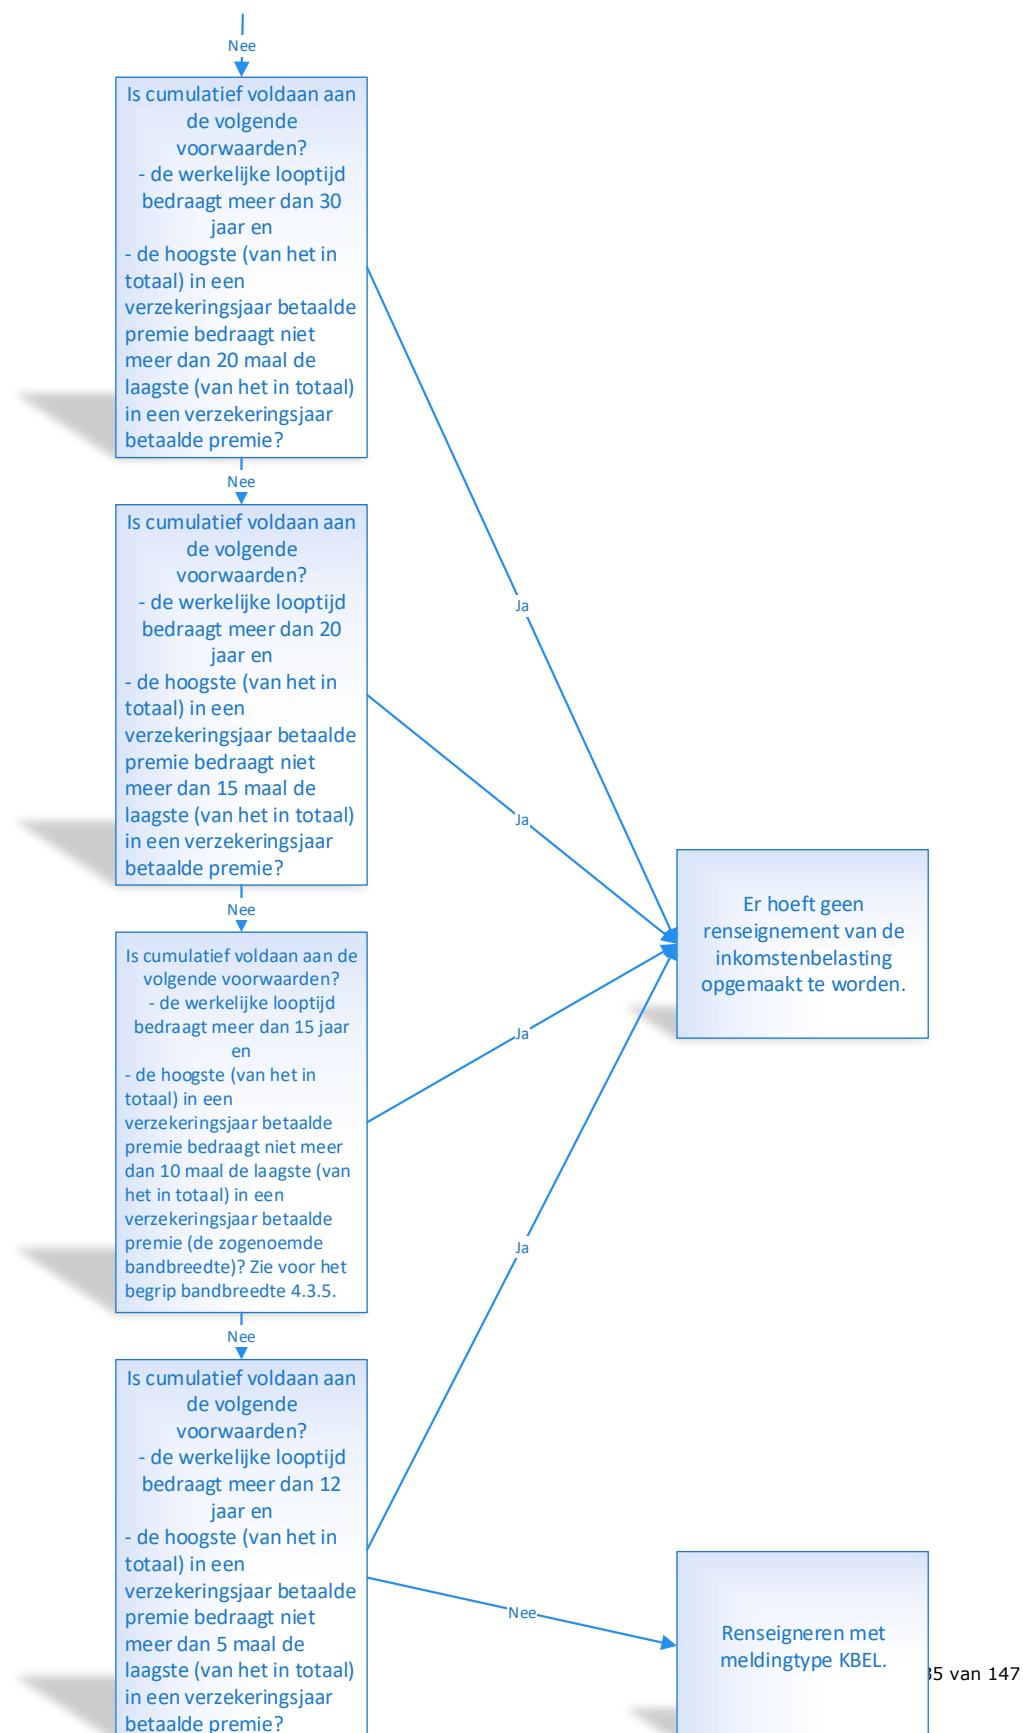 Nee
Is cumulatief voldaan aan
de volgende
voorwaarden?
- de werkelijke looptijd
bedraagt meer dan 30
jaar en
- de hoogste (van het in
totaal) in een
verzekeringsjaar betaalde
premie bedraagt niet
meer dan 20 maal de
laagste (van het in totaal)
in een verzekeringsjaar
betaalde premie?
Nee
Is cumulatief voldaan aan
de volgende
voorwaarden?
- de werkelijke looptijd
bedraagt meer dan 20
jaar en
- de hoogste (van het in
totaal) in een
verzekeringsjaar betaalde
premie bedraagt niet
meer dan 15 maal de
laagste (van het in totaal)
in een verzekeringsjaar
betaalde premie?
Nee
Is cumulatief voldaan aan de
volgende voorwaarden?
- de werkelijke looptijd
bedraagt meer dan 15 jaar
en
- de hoogste (van het in
totaal) in een
verzekeringsjaar betaalde
premie bedraagt niet meer
dan 10 maal de laagste (van
het in totaal) in een
verzekeringsjaar betaalde
premie (de zogenoemde
bandbreedte)? Zie voor het
begrip bandbreedte 4.3.5.
Nee
Is cumulatief voldaan aan
de volgende
voorwaarden?
- de werkelijke looptijd
bedraagt meer dan 12
jaar en
- de hoogste (van het in
totaal) in een
verzekeringsjaar betaalde
premie bedraagt niet
meer dan 5 maal de
laagste (van het in totaal)
in een verzekeringsjaar
betaalde premie?
Ja
Ja
Ja
Ja
Nee
Er hoeft geen
renseignement van de
inkomstenbelasting
opgemaakt te worden.
Renseigneren met
meldingtype KBEL.
5 van 147